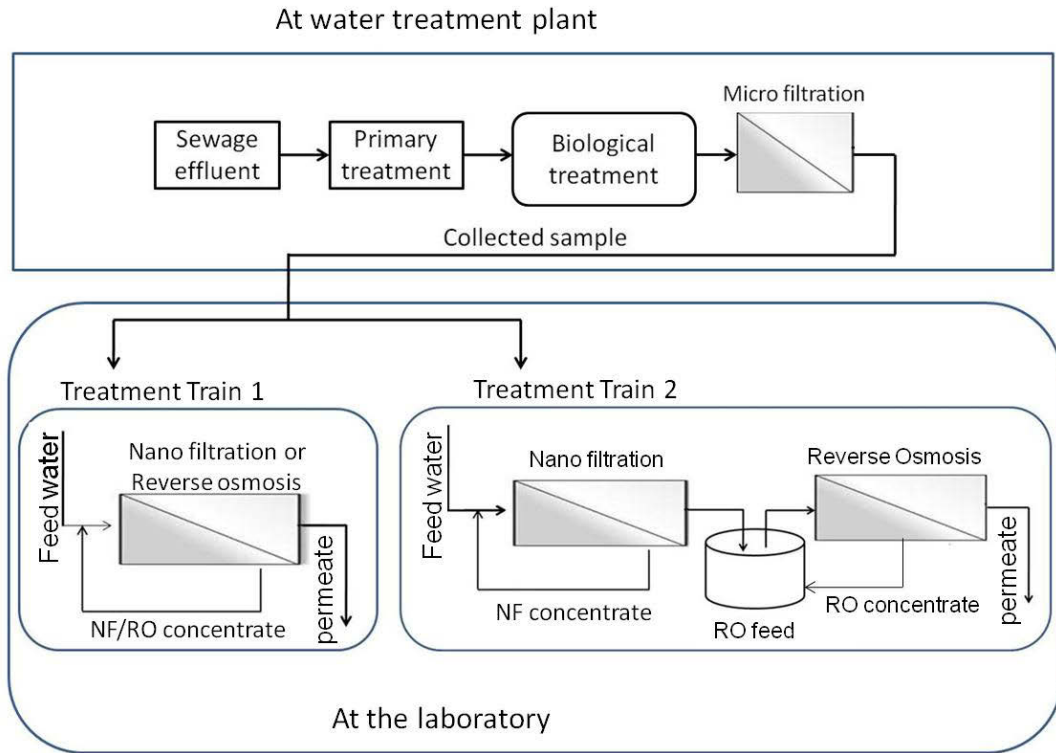 At water treatment plant
Micro filtration
Sewage
effluent
Primary
treatment
Biological
treatment
Collected sample
Treatment Train 1
Treatment Train 2
Feed water
Nano filtration or
Reverse osmosis
NF/RO concentrate
permeate
Feed water
Nano filtration
NF concentrate
RO feed
Reverse Osmosis
RO concentrate
permeate
At the laboratory